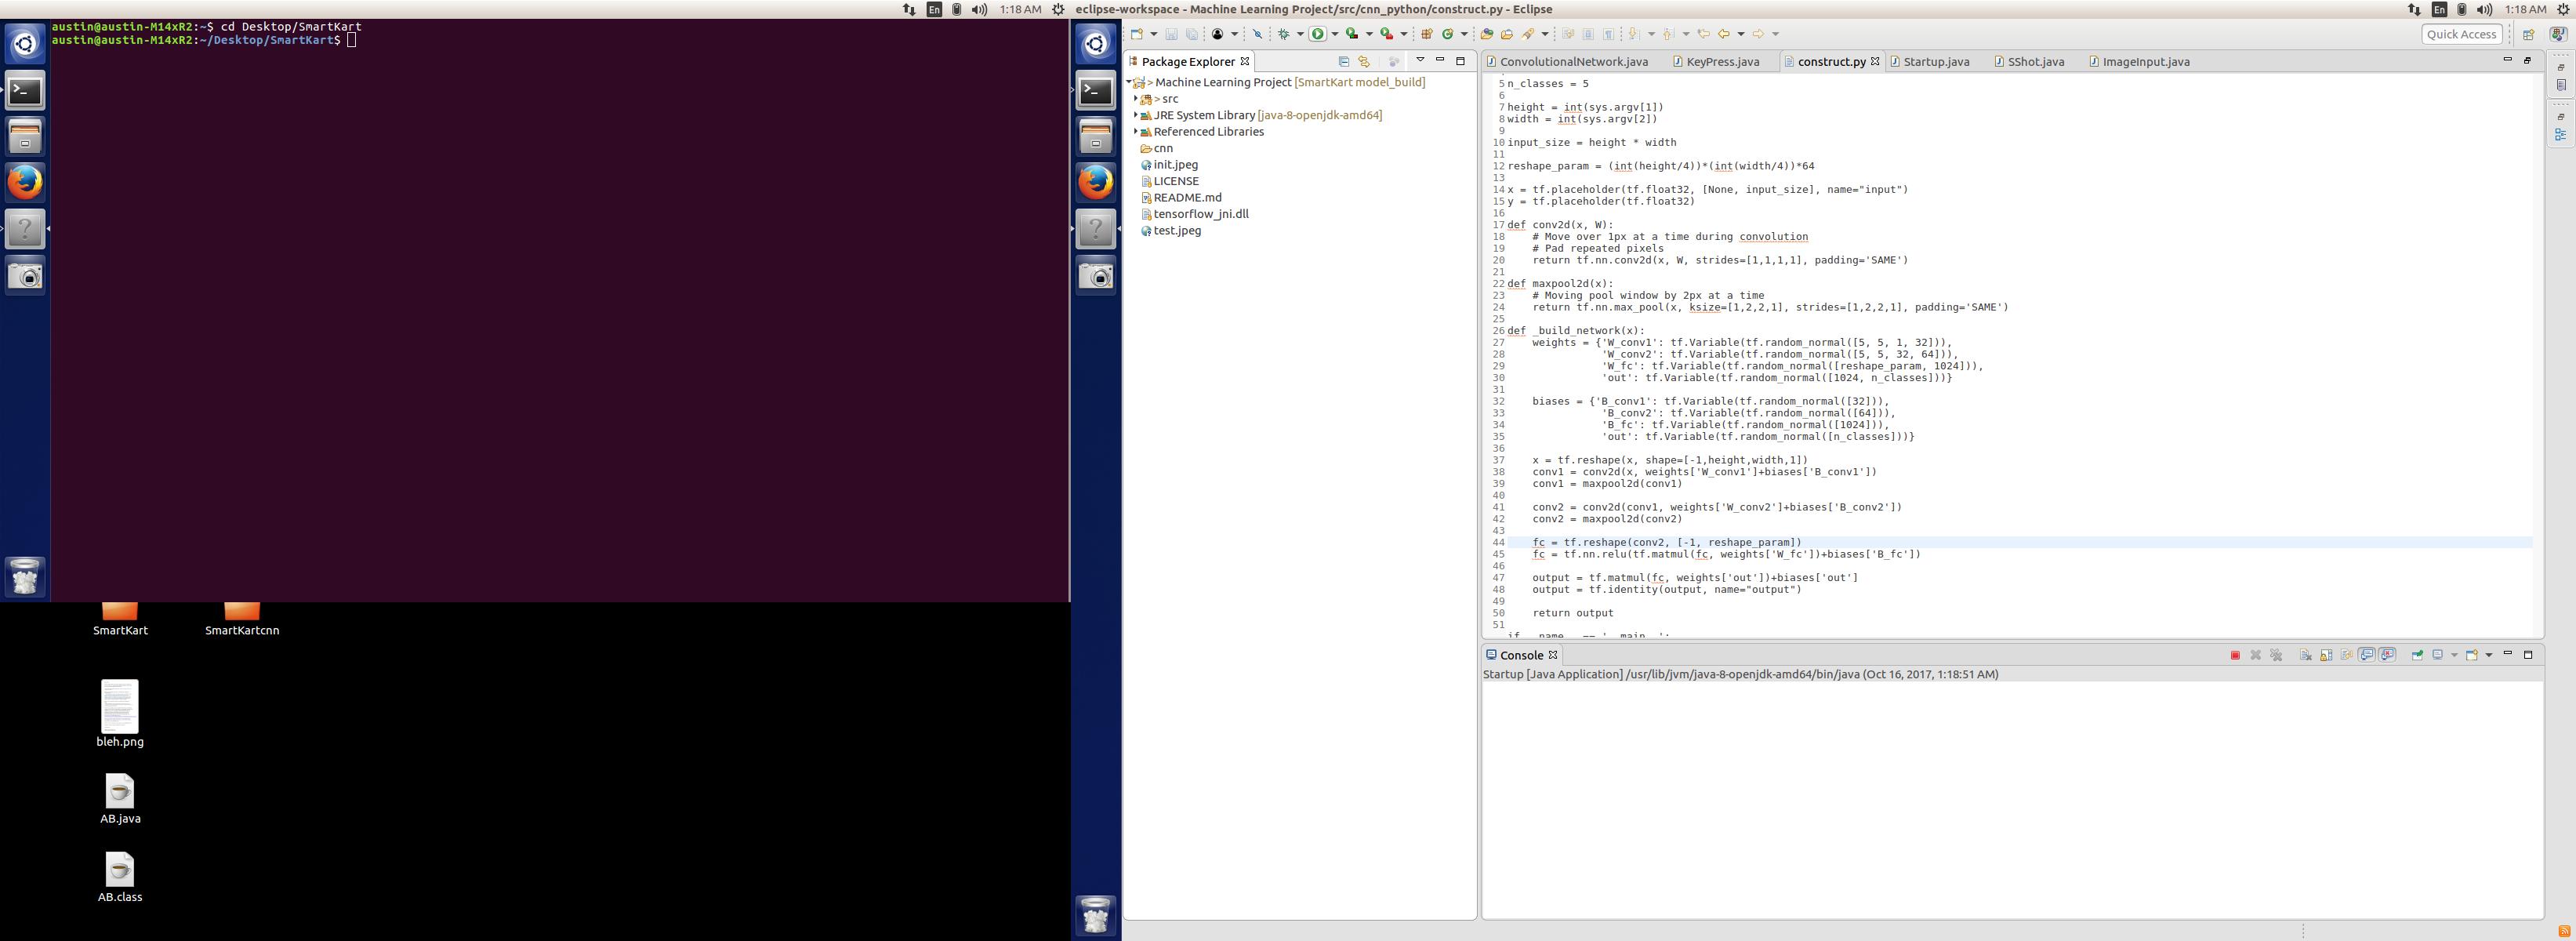 En
1:18 AM
eclipse-workspace - Machine Learning Project/src/cnn_python/construct.py - Eclipse
En
1:18 AM
austin@austin-M14xR2:~$ cd Desktop/SmartKart
austin@austin-M14xR2:~/Desktop/SmartKart$
SmartKart
SmartKartcnn
bleh.png
AB.java
AB.class
Quick Access
Package Explorer
> Machine Learning Project [SmartKart model_build]
> src
JRE System Library [java-8-openjdk-amd64]
Referenced Libraries
cnn
init.jpeg
LICENSE
README.md
tensorflow_jni.dll
test.jpeg
ConvolutionalNetwork.java
KeyPress.java
construct.py
Startup.java
SShot.java
ImageInput.java
5 n_classes = 5
6
7 height = int(sys.argv[1])
8 width = int(sys.argv[2])
9
10 input_size = height * width
11
12 reshape_param = (int(height/4))*(int(width/4))*64
13
14 x = tf.placeholder(tf.float32, [None, input_size], name="input")
15 y = tf.placeholder(tf.float32)
16
17 def conv2d(x, W):
18     # Move over 1px at a time during convolution
19     # Pad repeated pixels
20     return tf.nn.conv2d(x, W, strides=[1,1,1,1], padding='SAME')
21
22 def maxpool2d(x):
23     # Moving pool window by 2px at a time
24     return tf.nn.max_pool(x, ksize=[1,2,2,1], strides=[1,2,2,1], padding='SAME')
25
26 def _build_network(x):
27     weights = {'W_conv1': tf.Variable(tf.random_normal([5, 5, 1, 32])),
28                'W_conv2': tf.Variable(tf.random_normal([5, 5, 32, 64])),
29                'W_fc': tf.Variable(tf.random_normal([reshape_param, 1024])),
30                'out': tf.Variable(tf.random_normal([1024, n_classes]))}
31
32     biases = {'B_conv1': tf.Variable(tf.random_normal([32])),
33                'B_conv2': tf.Variable(tf.random_normal([64])),
34                'B_fc': tf.Variable(tf.random_normal([1024])),
35                'out': tf.Variable(tf.random_normal([n_classes]))}
36
37     x = tf.reshape(x, shape=[-1,height,width,1])
38     conv1 = conv2d(x, weights['W_conv1']+biases['B_conv1'])
39     conv1 = maxpool2d(conv1)
40
41     conv2 = conv2d(conv1, weights['W_conv2']+biases['B_conv2'])
42     conv2 = maxpool2d(conv2)
43
44     fc = tf.reshape(conv2, [-1, reshape_param])
45     fc = tf.nn.relu(tf.matmul(fc, weights['W_fc'])+biases['B_fc'])
46
47     output = tf.matmul(fc, weights['out'])+biases['out']
48     output = tf.identity(output, name="output")
49
50     return output
51
if __name__ == '__main__':
Console
Startup [Java Application] /usr/lib/jvm/java-8-openjdk-amd64/bin/java (Oct 16, 2017, 1:18:51 AM)